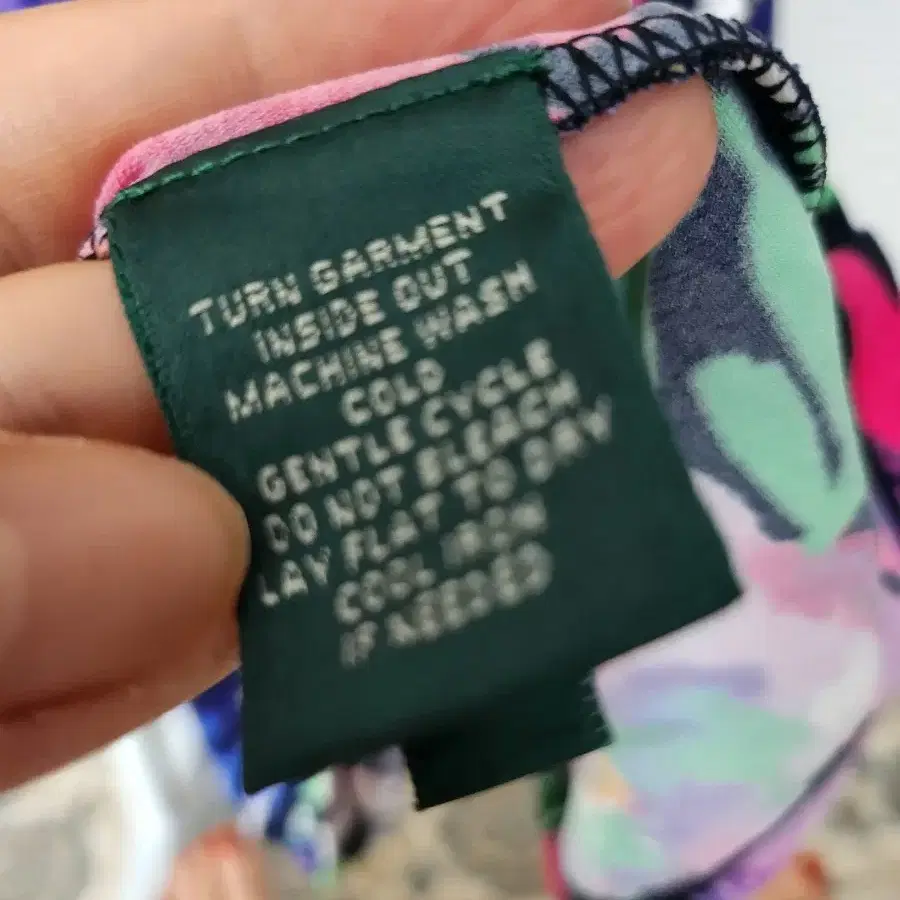 TURN GARMENT
INSIDE OUT
MACHINE WASH
COLD
GENTLE CYCLE
DO NOT BLEACH
LAY FLAT TO DRY
COOL IRON
IF NEEDED